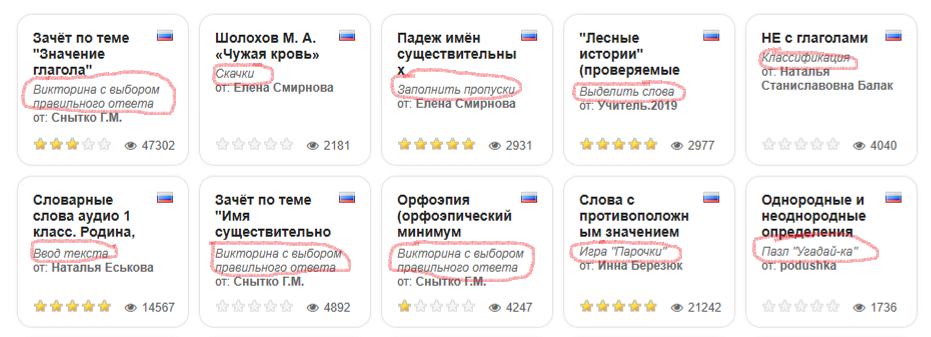 Зачёт по теме
"Значение
глагола"
Викторина с выбором
правильного ответа
от: Снытко Г.М.
47302
Шолохов М. А.
«Чужая кровь»
Скачки
от: Елена Смирнова
2181
Падеж имён
существительны
х
Заполнить пропуски
от: Елена Смирнова
2931
"Лесные
истории"
(проверяемые
Выделить слова
от: Учитель.2019
2977
НЕ с глаголами
Классификация
от: Наталья
Станиславовна Балак
4040
Словарные
слова аудио 1
класс. Родина,
Ввод текста
от: Наталья Еськова
14567
Зачёт по теме
"Имя
существительно
Викторина с выбором
правильного ответа
от: Снытко Г.М.
4892
Орфоэпия
(орфоэпический
минимум
Викторина с выбором
правильного ответа
от: Снытко Г.М.
4247
Слова с
противоположн
ым значением
Игра "Парочки"
от: Инна Березюк
21242
Однородные и
неоднородные
определения
Пазл "Угадай-ка"
от: podushka
1736